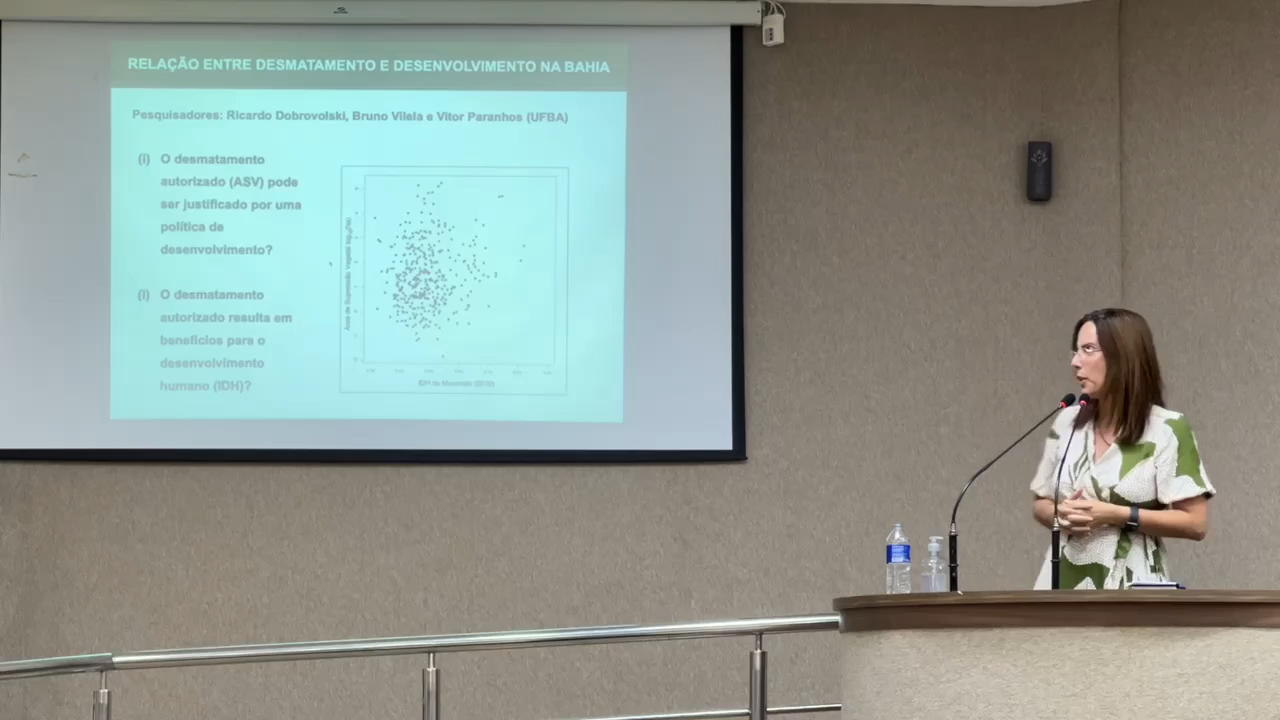 RELAÇÃO ENTRE DESMATAMENTO E DESENVOLVIMENTO NA BAHIA
Pesquisadores: Ricardo Dobrovolski, Bruno Vilela e Vitor Paranhos (UFBA)
(i) O desmatamento
autorizado (ASV) pode
ser justificado por uma
política de
desenvolvimento?
(i) O desmatamento
autorizado resulta em
benefícios para o
desenvolvimento
humano (IDH)?